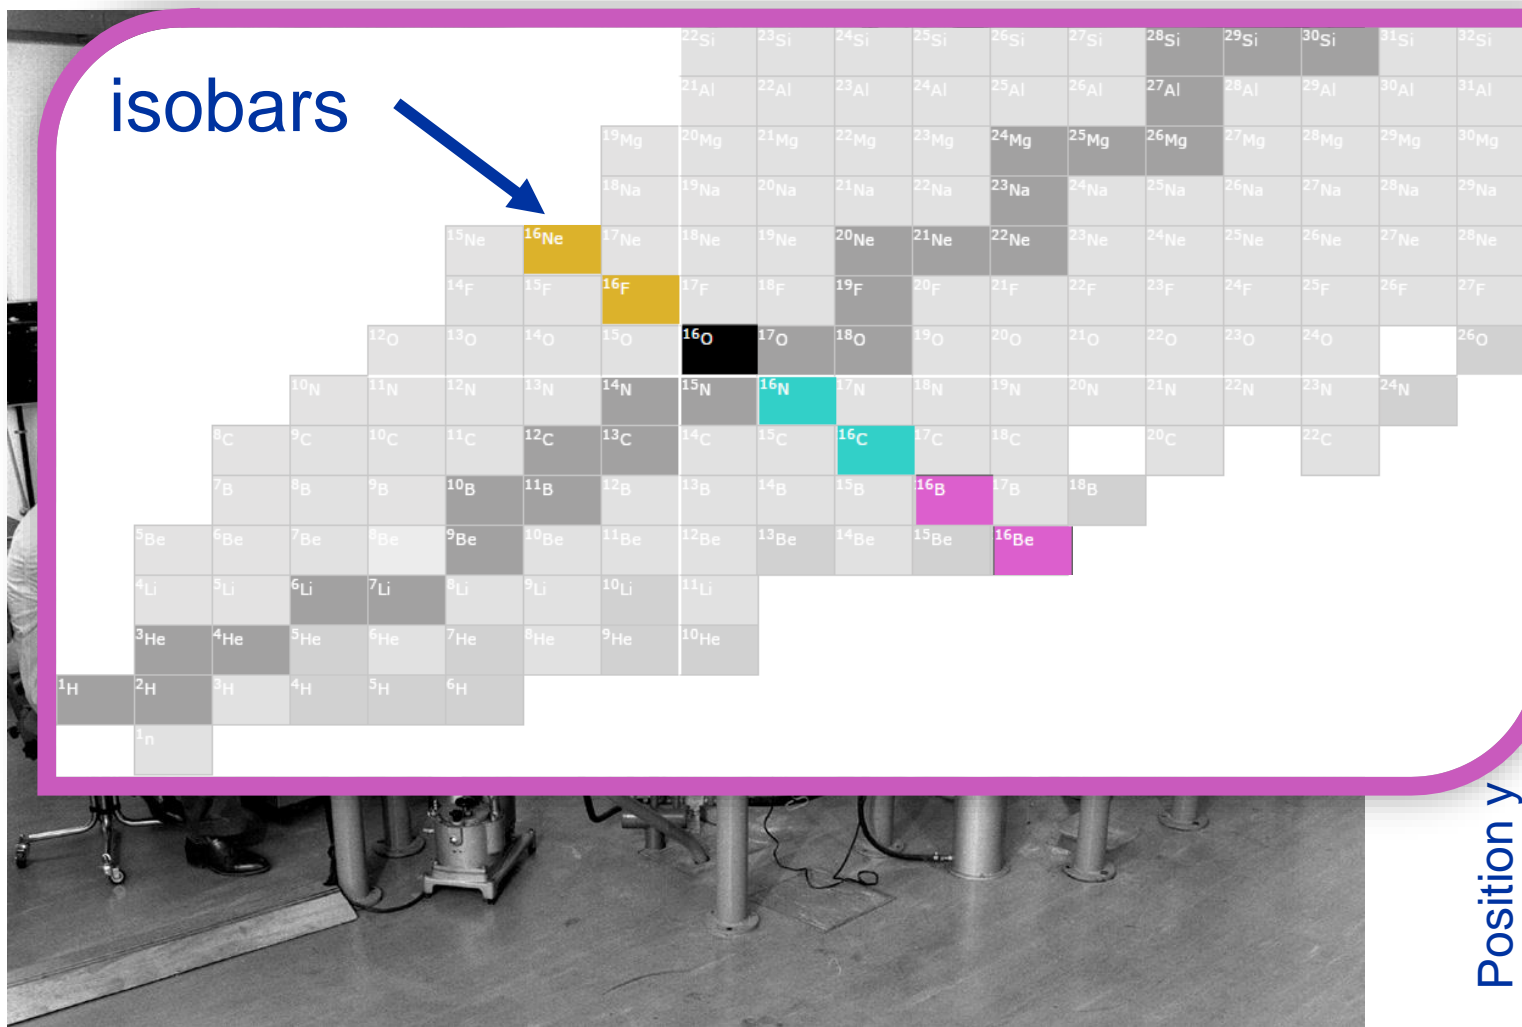 isobars
22Si 23Si 24Si 25Si 26Si 27Si 28Si 29Si 30Si 31Si 32Si
21Al 22Al 23Al 24Al 25Al 26Al 27Al 28Al 29Al 30Al 31Al
19Mg 20Mg 21Mg 22Mg 23Mg 24Mg 25Mg 26Mg 27Mg 28Mg 29Mg 30Mg
18Na 19Na 20Na 21Na 22Na 23Na 24Na 25Na 26Na 27Na 28Na 29Na
15Ne 16Ne 17Ne 18Ne 19Ne 20Ne 21Ne 22Ne 23Ne 24Ne 25Ne 26Ne 27Ne 28Ne
14F 15F 16F 17F 18F 19F 20F 21F 22F 23F 24F 25F 26F 27F
12O 13O 14O 15O 16O 17O 18O 19O 20O 21O 22O 23O 24O 26O
10N 11N 12N 13N 14N 15N 16N 17N 18N 19N 20N 21N 22N 23N 24N
8C 9C 10C 11C 12C 13C 14C 15C 16C 17C 18C 20C 22C
7B 8B 9B 10B 11B 12B 13B 14B 15B 16B 17B 18B
5Be 6Be 7Be 8Be 9Be 10Be 11Be 12Be 13Be 14Be 15Be 16Be
4Li 5Li 6Li 7Li 8Li 9Li 10Li 11Li
3He 4He 5He 6He 7He 8He 9He 10He
1H 2H 3H 4H 5H 6H
1n
Position y